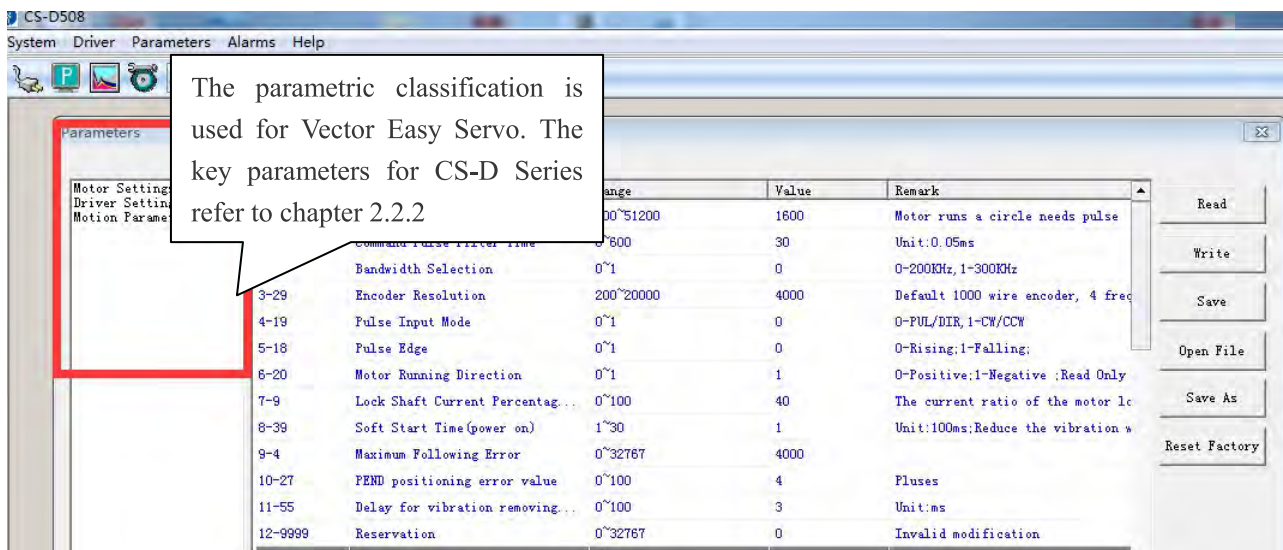 CS-D508
System Driver Parameters Alarms Help
The parametric classification is
used for Vector Easy Servo. The
key parameters for CS-D Series
refer to chapter 2.2.2
Parameters
Motor Settings
Driver Setting
Motion Parame
ange Value Remark
00~51200 1600 Motor runs a circle needs pulse
Command Pulse Filter Time 0~600 30 Unit:0.05ms
Bandwidth Selection 0~1 0 0-200KHz,1-300KHz
3-29 Encoder Resolution 200~20000 4000 Default 1000 wire encoder, 4 freq
4-19 Pulse Input Mode 0~1 0 0-PUL/DIR,1-CW/CCW
5-18 Pulse Edge 0~1 0 0-Rising;1-Falling;
6-20 Motor Running Direction 0~1 1 0-Positive;1-Negative ;Read Only
7-9 Lock Shaft Current Percentag... 0~100 40 The current ratio of the motor lo
8-39 Soft Start Time(power on) 1~30 1 Unit:100ms;Reduce the vibration w
9-4 Maximum Following Error 0~32767 4000
10-27 PEND positioning error value 0~100 4 Pluses
11-55 Delay for vibration removing... 0~100 3 Unit:ms
12-9999 Reservation 0~32767 0 Invalid modification
Read
Write
Save
Open File
Save As
Reset Factory